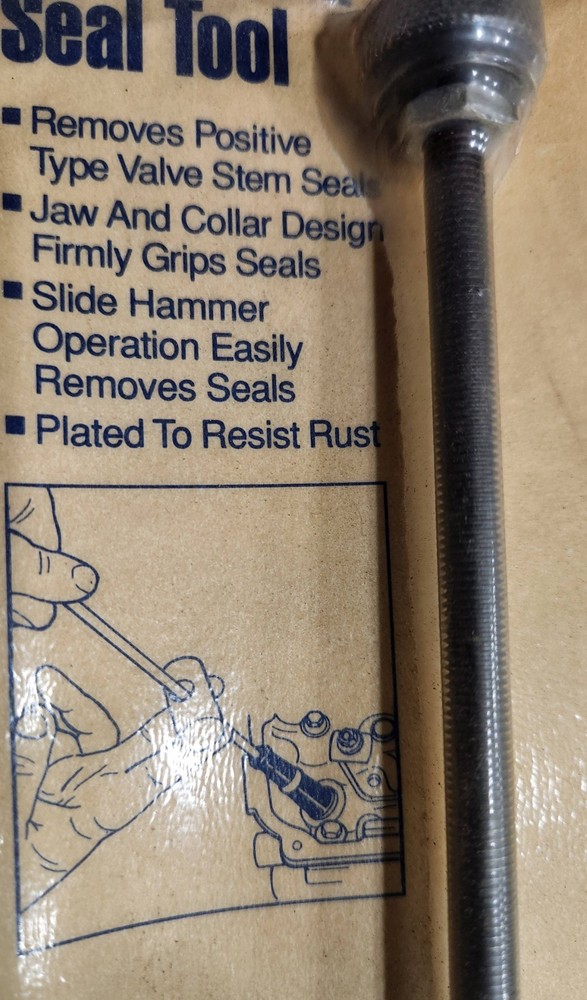 Seal Tool
▪ Removes Positive
Type Valve Stem Seals
▪ Jaw And Collar Design
Firmly Grips Seals
▪ Slide Hammer
Operation Easily
Removes Seals
▪ Plated To Resist Rust